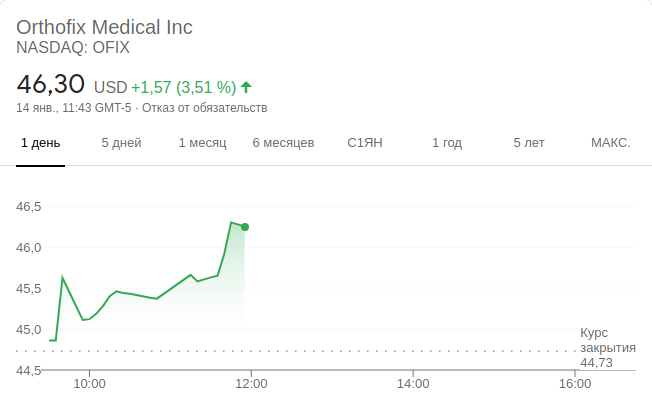 Orthofix Medical Inc
NASDAQ: OFIX
46,30 USD +1,57 (3,51 %)
14 янв., 11:43 GMT-5 · Отказ от обязательств
1 день 5 дней 1 месяц 6 месяцев С1ЯН 1 год 5 лет МАКС.
46,5
46,0
45,5
45,0
Курс
закрытия
44,73
44,5
10:00 12:00 14:00 16:00